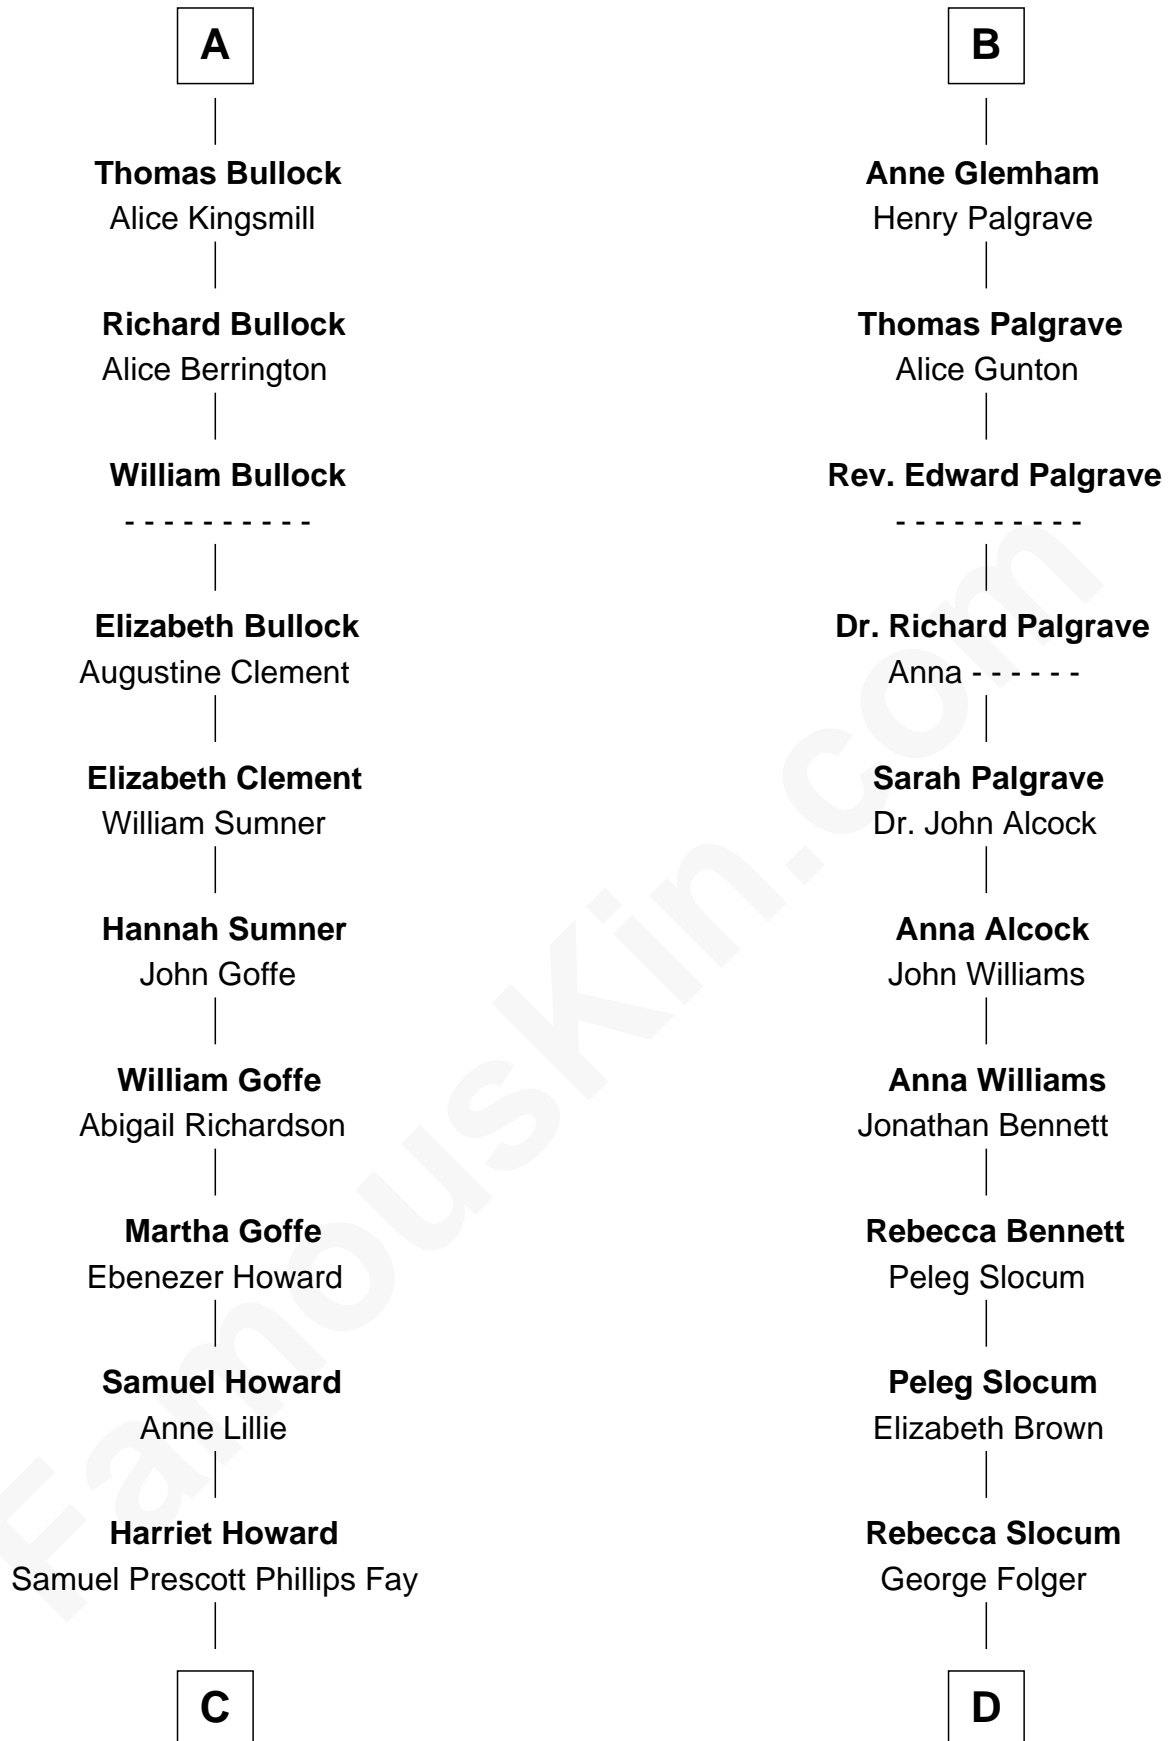 A
Thomas Bullock
Alice Kingsmill
Richard Bullock
Alice Berrington
William Bullock
- - - - - - - - - -
Elizabeth Bullock
Augustine Clement
Elizabeth Clement
William Sumner
Hannah Sumner
John Goffe
William Goffe
Abigail Richardson
Martha Goffe
Ebenezer Howard
Samuel Howard
Anne Lillie
Harriet Howard
Samuel Prescott Phillips Fay
C
B
Anne Glemham
Henry Palgrave
Thomas Palgrave
Alice Gunton
Rev. Edward Palgrave
- - - - - - - - - -
Dr. Richard Palgrave
Anna - - - - - -
Sarah Palgrave
Dr. John Alcock
Anna Alcock
John Williams
Anna Williams
Jonathan Bennett
Rebecca Bennett
Peleg Slocum
Peleg Slocum
Elizabeth Brown
Rebecca Slocum
George Folger
D
FamousKin.com